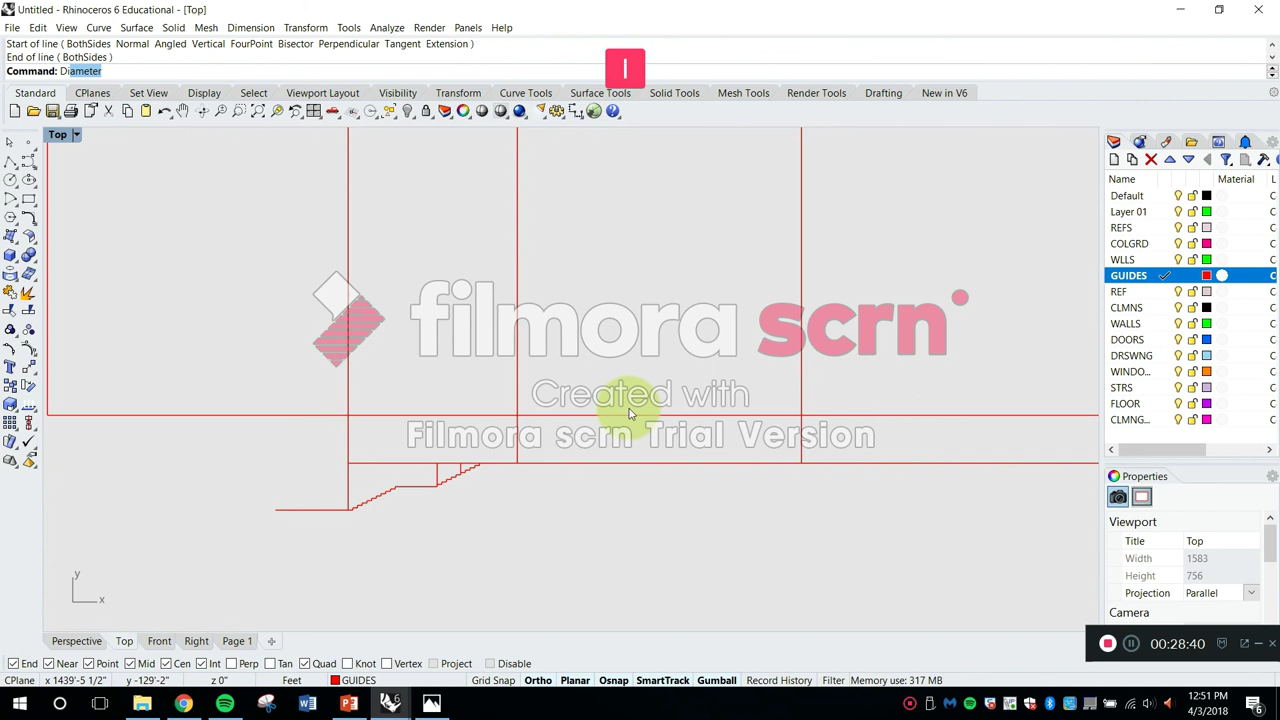 Untitled - Rhinoceros 6 Educational - [Top]
File Edit View Curve Surface Solid Mesh Dimension Transform Tools Analyze Render Panels Help
Start of line ( BothSides Normal Angled Vertical FourPoint Bisector Perpendicular Tangent Extension )
End of line ( BothSides )
Command: Diameter
I
Standard CPlanes Set View Display Select Viewport Layout Visibility Transform Curve Tools Surface Tools Solid Tools Mesh Tools Render Tools Drafting New in V6
Top
Name Material L
Default C
Layer 01 C
REFS C
COLGRD C
WLLS C
GUIDES C
REF C
CLMNS C
WALLS C
DOORS C
DRSWNG C
WINDO... C
STRS C
FLOOR C
CLMNG... C
filmora scrn
Created with
Filmora scrn Trial Version
Properties
Viewport
Title Top
Width 1583
Height 756
Projection Parallel
Camera
y
x
Perspective Top Front Right Page 1
00:28:40
End Near Point Mid Cen Int Perp Tan Quad Knot Vertex Project Disable
CPlane x 1439'-5 1/2" y -129'-2" z 0" Feet GUIDES Grid Snap Ortho Planar Osnap SmartTrack Gumball Record History Filter Memory use: 317 MB
12:51 PM
4/3/2018
6